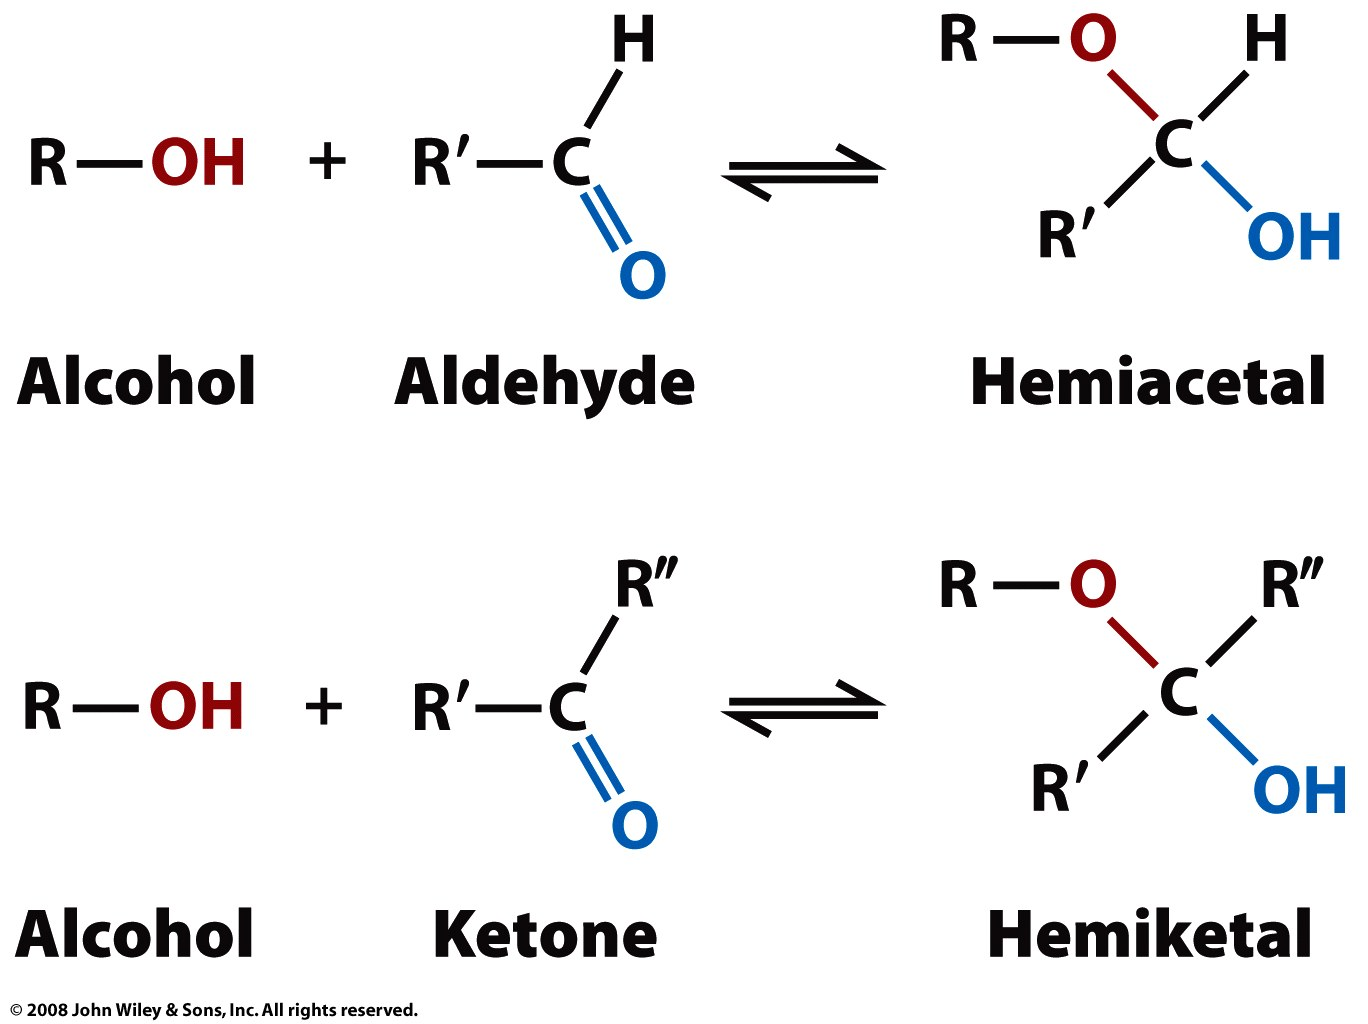 R—O H
R—OH + R′—C C
H R′ OH
O
Alcohol Aldehyde Hemiacetal
R″ R—O R″
R—OH + R′—C C
O R′ OH
Alcohol Ketone Hemiketal
© 2008 John Wiley & Sons, Inc. All rights reserved.